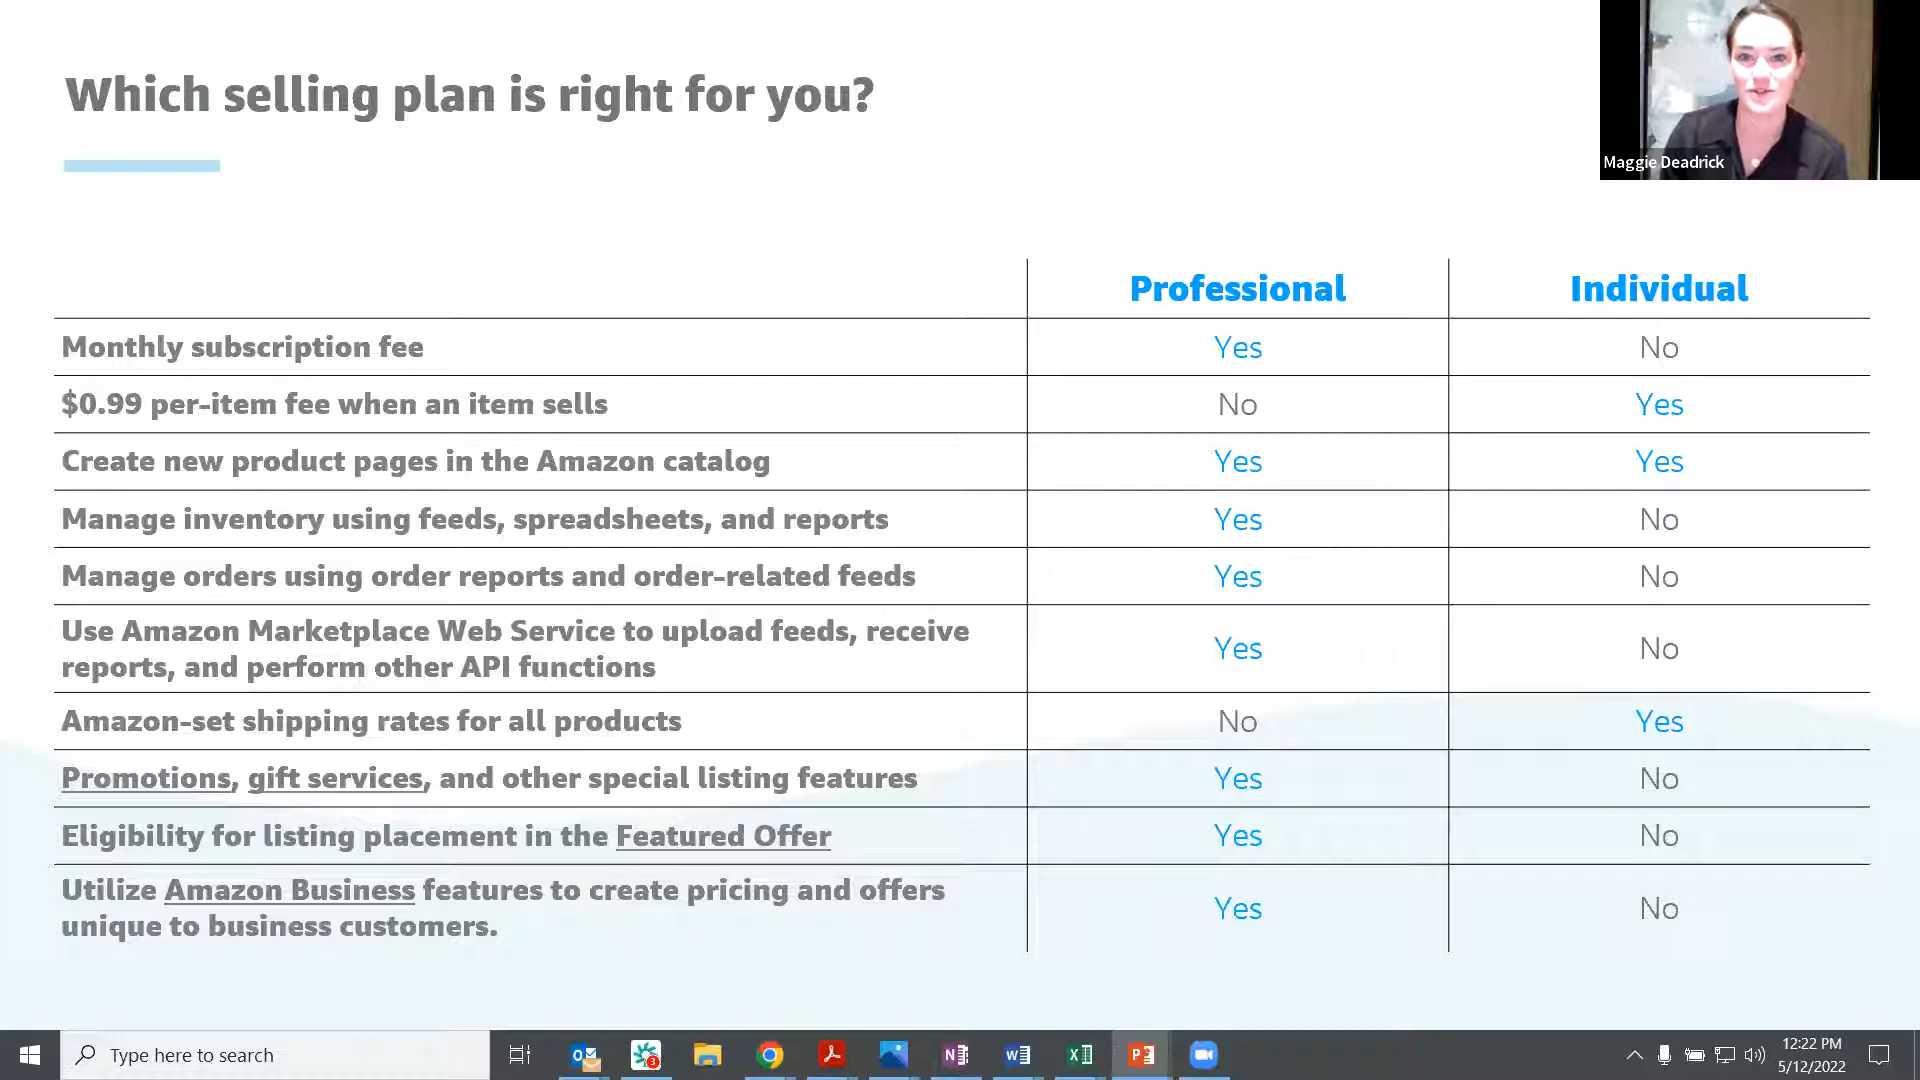 Which selling plan is right for you?
Maggie Deadrick
Professional Individual
Monthly subscription fee Yes No
$0.99 per-item fee when an item sells No Yes
Create new product pages in the Amazon catalog Yes Yes
Manage inventory using feeds, spreadsheets, and reports Yes No
Manage orders using order reports and order-related feeds Yes No
Use Amazon Marketplace Web Service to upload feeds, receive
reports, and perform other API functions Yes No
Amazon-set shipping rates for all products No Yes
Promotions, gift services, and other special listing features Yes No
Eligibility for listing placement in the Featured Offer Yes No
Utilize Amazon Business features to create pricing and offers
unique to business customers. Yes No
Type here to search
3
12:22 PM
5/12/2022